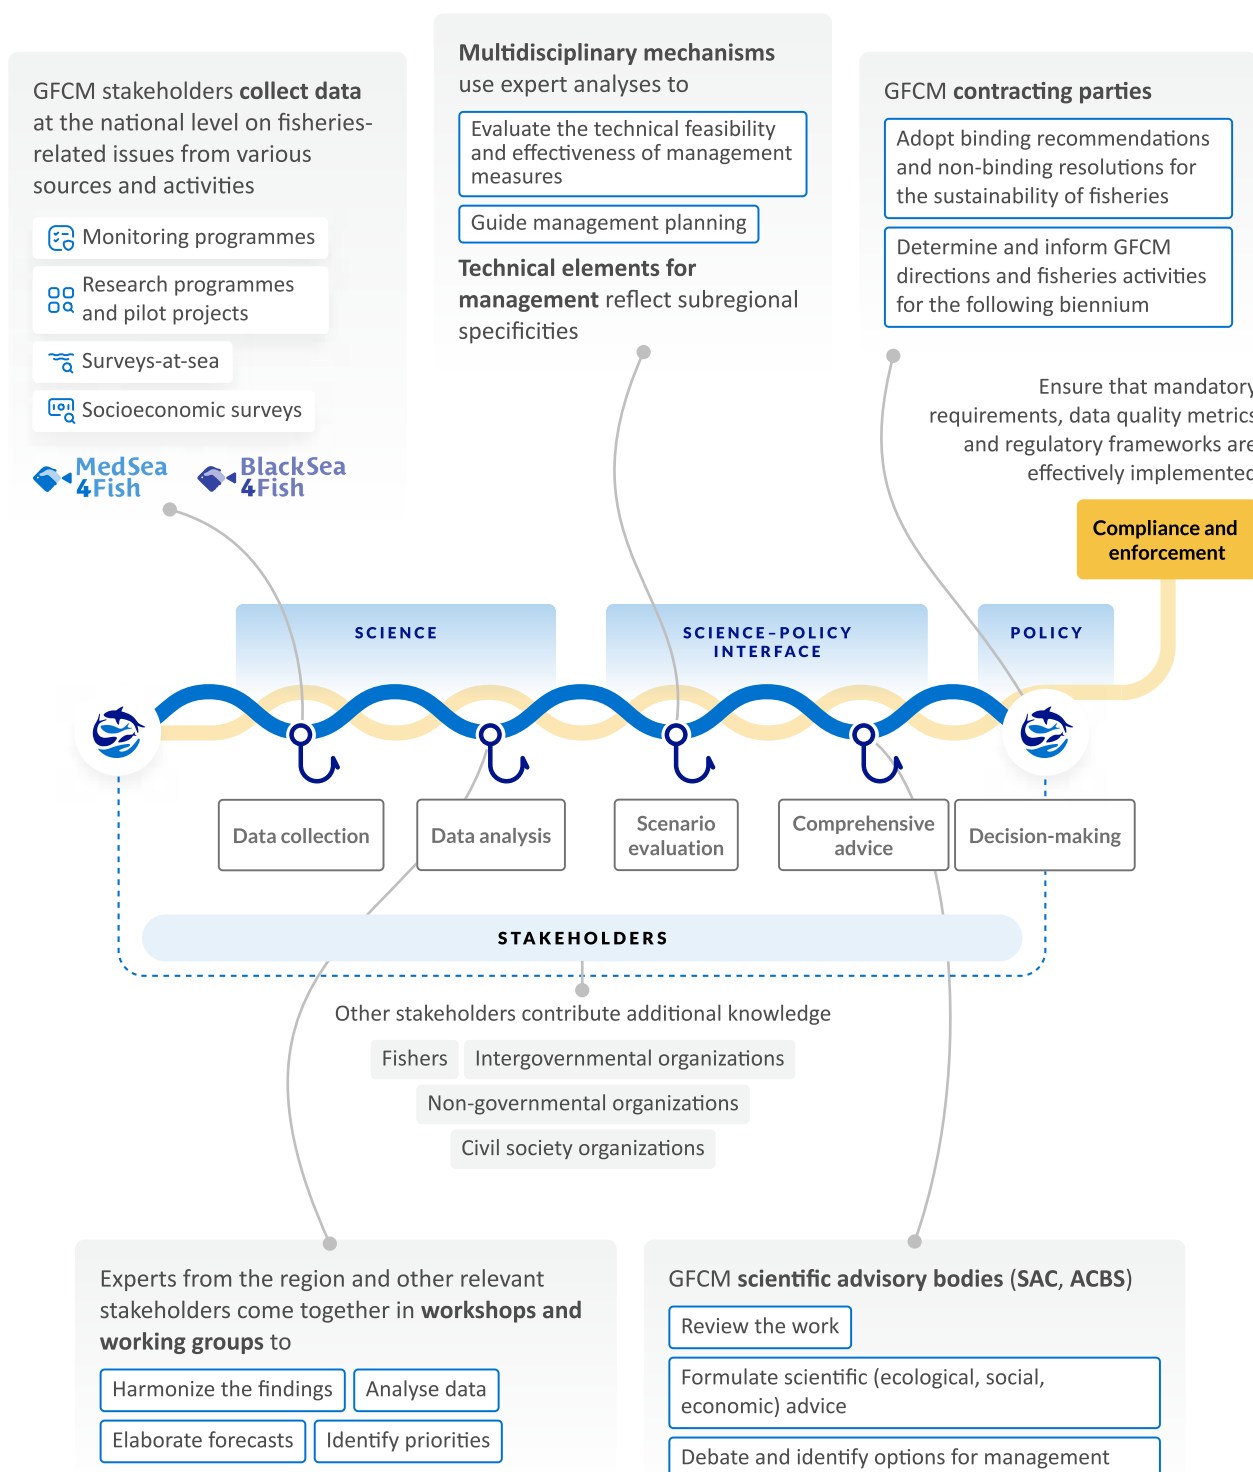 GFCM stakeholders collect data
at the national level on fisheries-
related issues from various
sources and activities
Monitoring programmes
Research programmes
and pilot projects
Surveys-at-sea
Socioeconomic surveys
MedSea
4Fish
BlackSea
4Fish
Multidisciplinary mechanisms
use expert analyses to
Evaluate the technical feasibility
and effectiveness of management
measures
Guide management planning
Technical elements for
management reflect subregional
specificities
GFCM contracting parties
Adopt binding recommendations
and non-binding resolutions for
the sustainability of fisheries
Determine and inform GFCM
directions and fisheries activities
for the following biennium
Ensure that mandatory
requirements, data quality metrics
and regulatory frameworks are
effectively implemented
Compliance and
enforcement
SCIENCE
SCIENCE–POLICY
INTERFACE
POLICY
Data collection
Data analysis
Scenario
evaluation
Comprehensive
advice
Decision-making
STAKEHOLDERS
Other stakeholders contribute additional knowledge
Fishers
Intergovernmental organizations
Non-governmental organizations
Civil society organizations
Experts from the region and other relevant
stakeholders come together in workshops and
working groups to
Harmonize the findings
Analyse data
Elaborate forecasts
Identify priorities
GFCM scientific advisory bodies (SAC, ACBS)
Review the work
Formulate scientific (ecological, social,
economic) advice
Debate and identify options for management